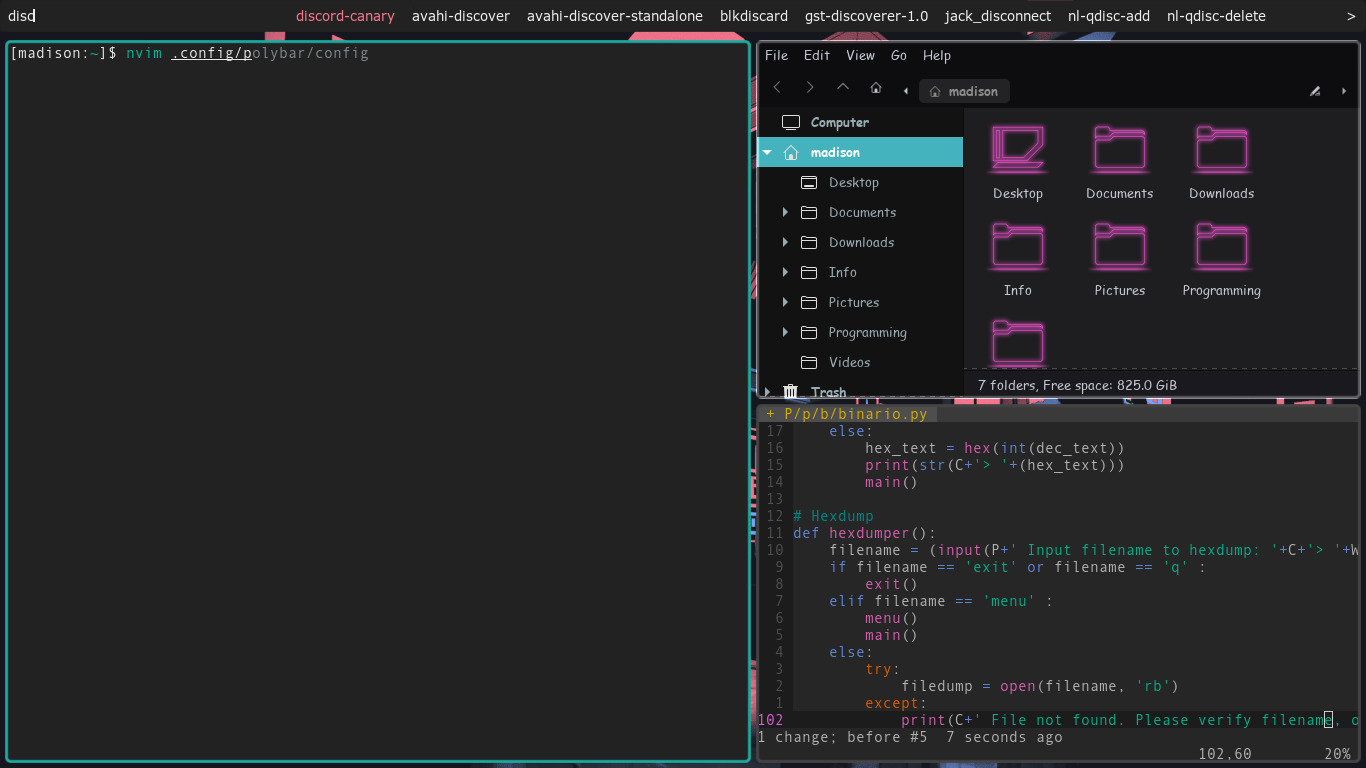 disd discord-canary avahi-discover avahi-discover-standalone blkdiscard gst-discoverer-1.0 jack_disconnect nl-qdisc-add nl-qdisc-delete >
[madison:~]$ nvim .config/polybar/config
File Edit View Go Help
madison
Computer
madison
Desktop
Documents
Downloads
Info
Pictures
Programming
Videos
Trash
Desktop Documents Downloads
Info Pictures Programming
7 folders, Free space: 825.0 GiB
+ P/p/b/binario.py
17     else:
16         hex_text = hex(int(dec_text))
15         print(str(C+'> '+(hex_text)))
14         main()
13
12 # Hexdump
11 def hexdumper():
10     filename = (input(P+' Input filename to hexdump: '+C+'> '+W
9     if filename == 'exit' or filename == 'q' :
8         exit()
7     elif filename == 'menu' :
6         menu()
5         main()
4     else:
3         try:
2             filedump = open(filename, 'rb')
1         except:
102             print(C+' File not found. Please verify filename, o
1 change; before #5  7 seconds ago
102,60 20%